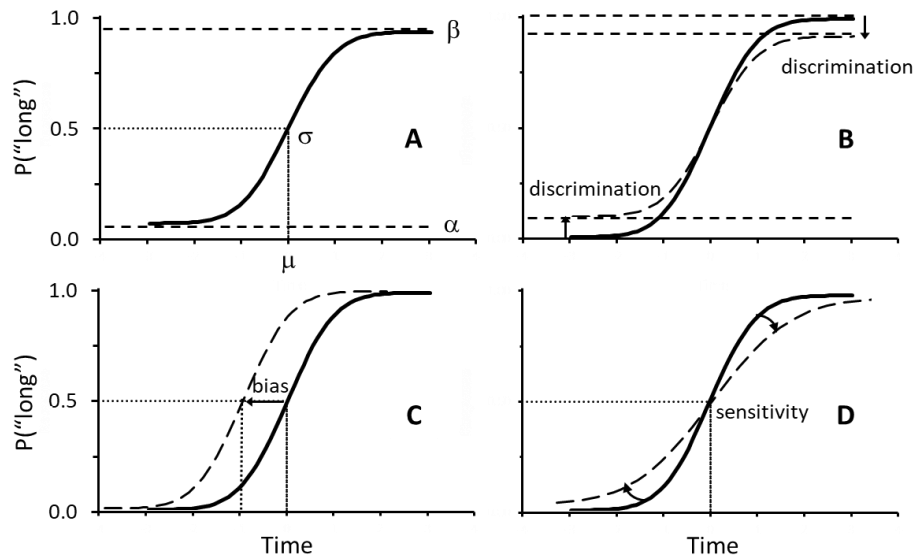 P("long")
1.0
0.5
0.0
β
σ
α
μ
A
B
discrimination
discrimination
P("long")
1.0
0.5
0.0
bias
C
Time
sensitivity
D
Time